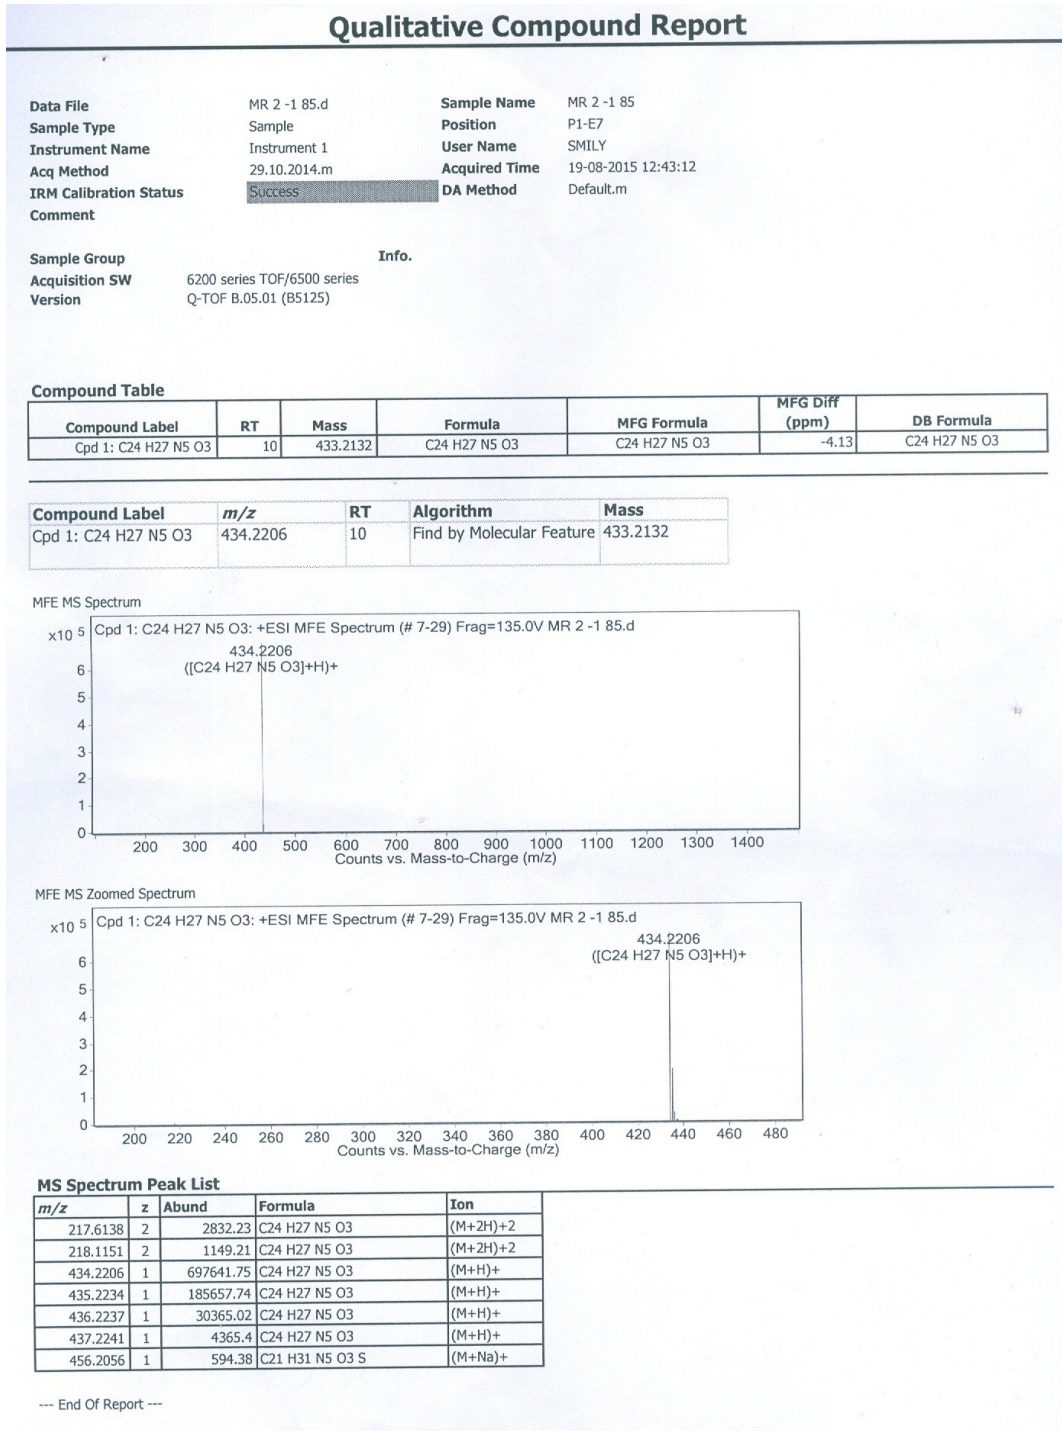 Qualitative Compound Report
Data File MR 2 -1 85.d Sample Name MR 2 -1 85
Sample Type Sample Position P1-E7
Instrument Name Instrument 1 User Name SMILY
Acq Method 29.10.2014.m Acquired Time 19-08-2015 12:43:12
IRM Calibration Status Success DA Method Default.m
Comment
Sample Group Info.
Acquisition SW 6200 series TOF/6500 series
Version Q-TOF B.05.01 (B5125)
Compound Table
Compound Label RT Mass Formula MFG Formula MFG Diff (ppm) DB Formula
Cpd 1: C24 H27 N5 O3 10 433.2132 C24 H27 N5 O3 C24 H27 N5 O3 -4.13 C24 H27 N5 O3
Compound Label m/z RT Algorithm Mass
Cpd 1: C24 H27 N5 O3 434.2206 10 Find by Molecular Feature 433.2132
MFE MS Spectrum
x10 5 Cpd 1: C24 H27 N5 O3: +ESI MFE Spectrum (# 7-29) Frag=135.0V MR 2 -1 85.d
434.2206
([C24 H27 N5 O3]+H)+
6
5
4
3
2
1
0
200 300 400 500 600 700 800 900 1000 1100 1200 1300 1400
Counts vs. Mass-to-Charge (m/z)
MFE MS Zoomed Spectrum
x10 5 Cpd 1: C24 H27 N5 O3: +ESI MFE Spectrum (# 7-29) Frag=135.0V MR 2 -1 85.d
434.2206
([C24 H27 N5 O3]+H)+
6
5
4
3
2
1
0
200 220 240 260 280 300 320 340 360 380 400 420 440 460 480
Counts vs. Mass-to-Charge (m/z)
MS Spectrum Peak List
m/z z Abund Formula Ion
217.6138 2 2832.23 C24 H27 N5 O3 (M+2H)+2
218.1151 2 1149.21 C24 H27 N5 O3 (M+2H)+2
434.2206 1 697641.75 C24 H27 N5 O3 (M+H)+
435.2234 1 185657.74 C24 H27 N5 O3 (M+H)+
436.2237 1 30365.02 C24 H27 N5 O3 (M+H)+
437.2241 1 4365.4 C24 H27 N5 O3 (M+H)+
456.2056 1 594.38 C21 H31 N5 O3 S (M+Na)+
--- End Of Report ---